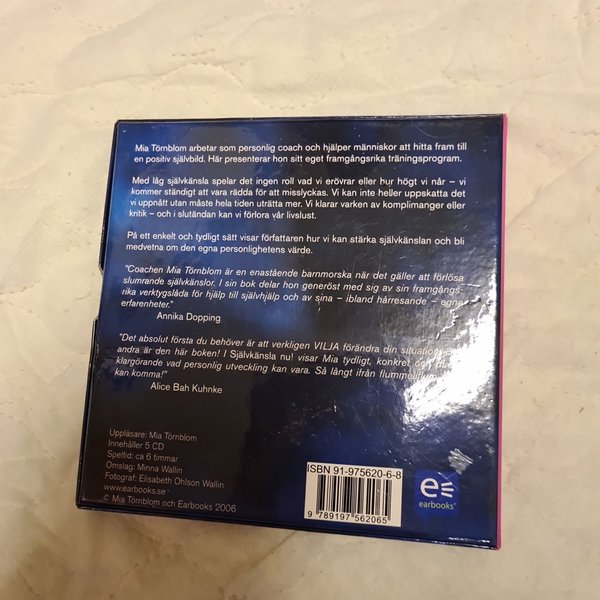 Mia Törnblom arbetar som personlig coach och hjälper människor att hitta fram till
en positiv självbild. Här presenterar hon sitt eget framgångsrika träningsprogram.
Med låg självkänsla spelar det ingen roll vad vi erövrar eller hur högt vi når – vi
kommer ständigt att vara rädda för att misslyckas. Vi kan inte heller uppskatta det
vi uppnått utan måste hela tiden uträtta mer. Vi klarar varken av komplimanger eller
kritik – och i slutändan kan vi förlora vår livslust.
På ett enkelt och tydligt sätt visar författaren hur vi kan stärka självkänslan och bli
medvetna om den egna personlighetens värde.
"Coachen Mia Törnblom är en enastående barnmorska när det gäller att förlösa
slumrande självkänslor. I sin bok delar hon generöst med sig av sin framgångs-
rika verktygslåda för hjälp till självhjälp och av sina – ibland hårresande – egna
erfarenheter."
Annika Dopping
"Det absolut första du behöver är att verkligen VILJA förändra din situation.
andra är den här boken! I Självkänsla nu! visar Mia tydligt, konkret och
klargörande vad personlig utveckling kan vara. Så långt ifrån
kan komma!"
Alice Bah Kuhnke
Uppläsare: Mia Törnblom
Innehåller 5 CD
Speltid: ca 6 timmar
Omslag: Minna Wallin
Fotograf: Elisabeth Ohlson Wallin
www.earbooks.se
© Mia Törnblom och Earbooks 2006
ISBN 91-975620-6-8
9 789197 562065
e
earbooks®